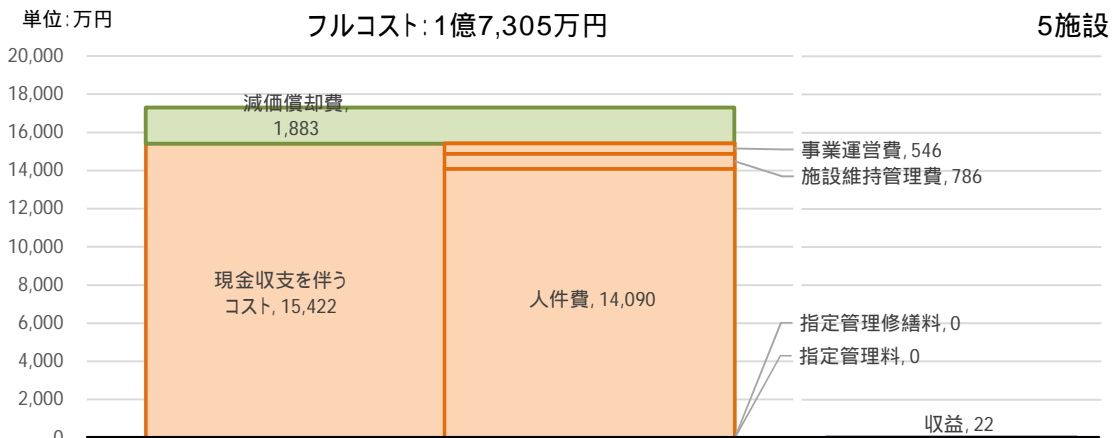 単位：万円
フルコスト：1億7,305万円
5施設
20,000
18,000
16,000
14,000
12,000
10,000
8,000
6,000
4,000
2,000
0
減価償却費,
1,883
現金収支を伴う
コスト, 15,422
人件費, 14,090
事業運営費, 546
施設維持管理費, 786
指定管理修繕料, 0
指定管理料, 0
収益, 22